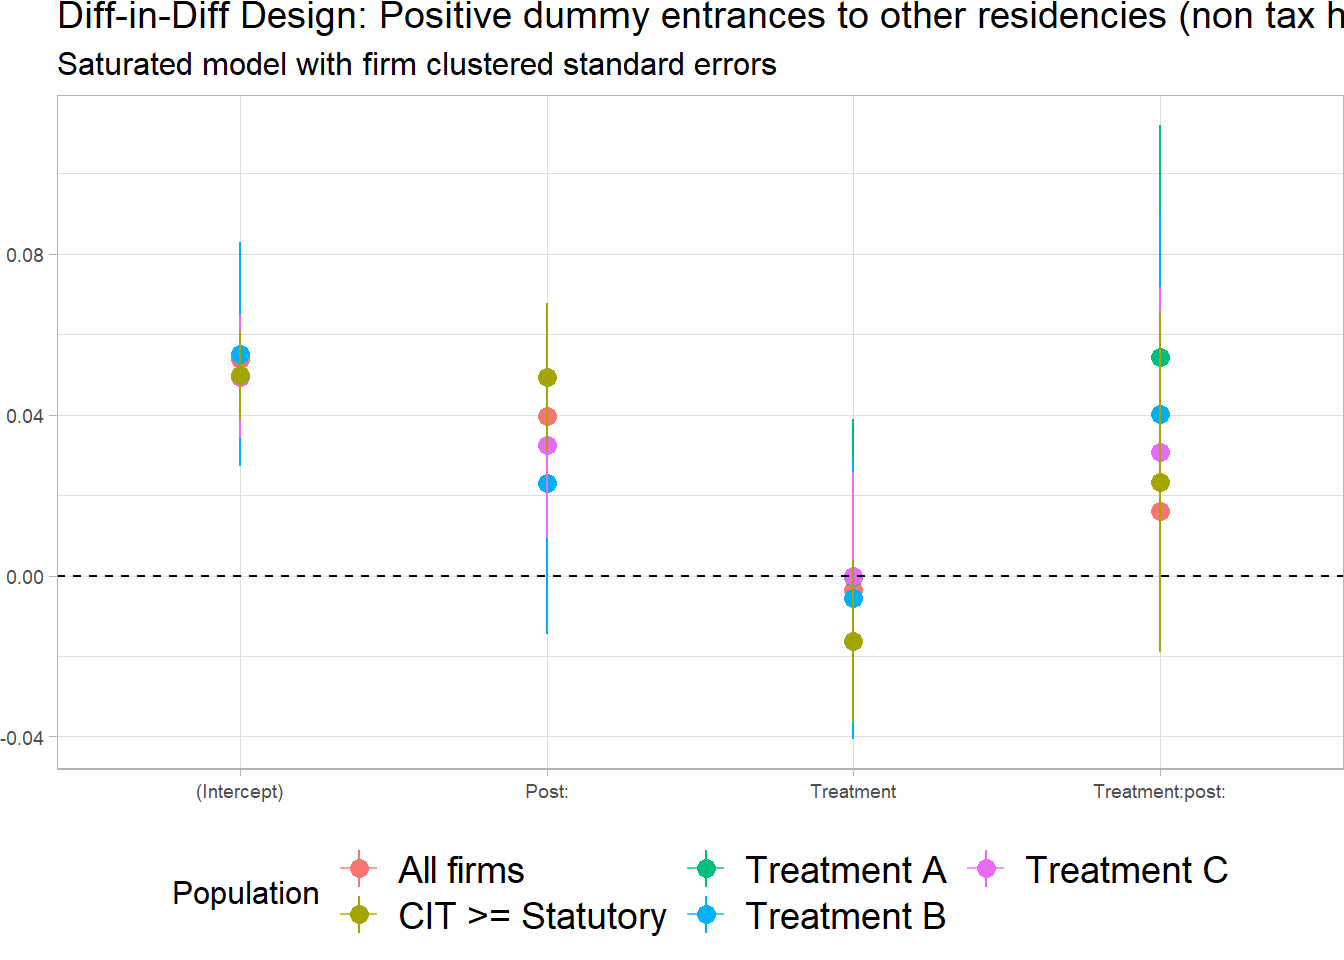 Diff-in-Diff Design: Positive dummy entrances to other residencies (non tax h
Saturated model with firm clustered standard errors
0.08
0.04
0.00
-0.04
(Intercept) Post: Treatment Treatment:post:
Population All firms Treatment A Treatment C
CIT >= Statutory Treatment B